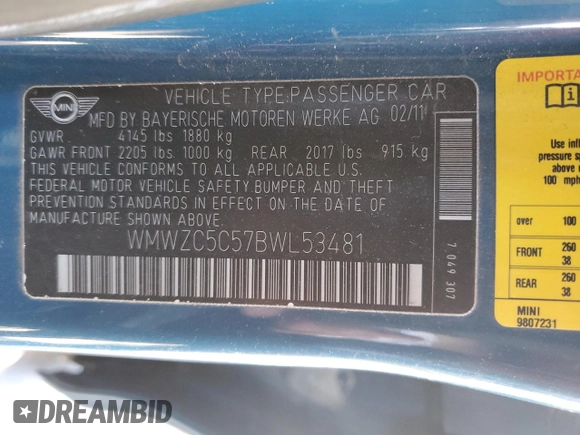 MINI
VEHICLE TYPE:PASSENGER CAR
MFD BY BAYERISCHE MOTOREN WERKE AG 02/11
GVWR 4145 lbs 1880 kg
GAWR FRONT 2205 lbs 1000 kg REAR 2017 lbs 915 kg
THIS VEHICLE CONFORMS TO ALL APPLICABLE U.S.
FEDERAL MOTOR VEHICLE SAFETY BUMPER AND THEFT
PREVENTION STANDARDS IN EFFECT ON THE DATE OF
MANUFACTURE SHOWN ABOVE.
WMWZC5C57BWL53481
7 049 307
IMPORTA
Use infl
pressure sp
above
100 mph
over 100
FRONT 260
38
REAR 260
38
MINI
9807231
DREAMBID